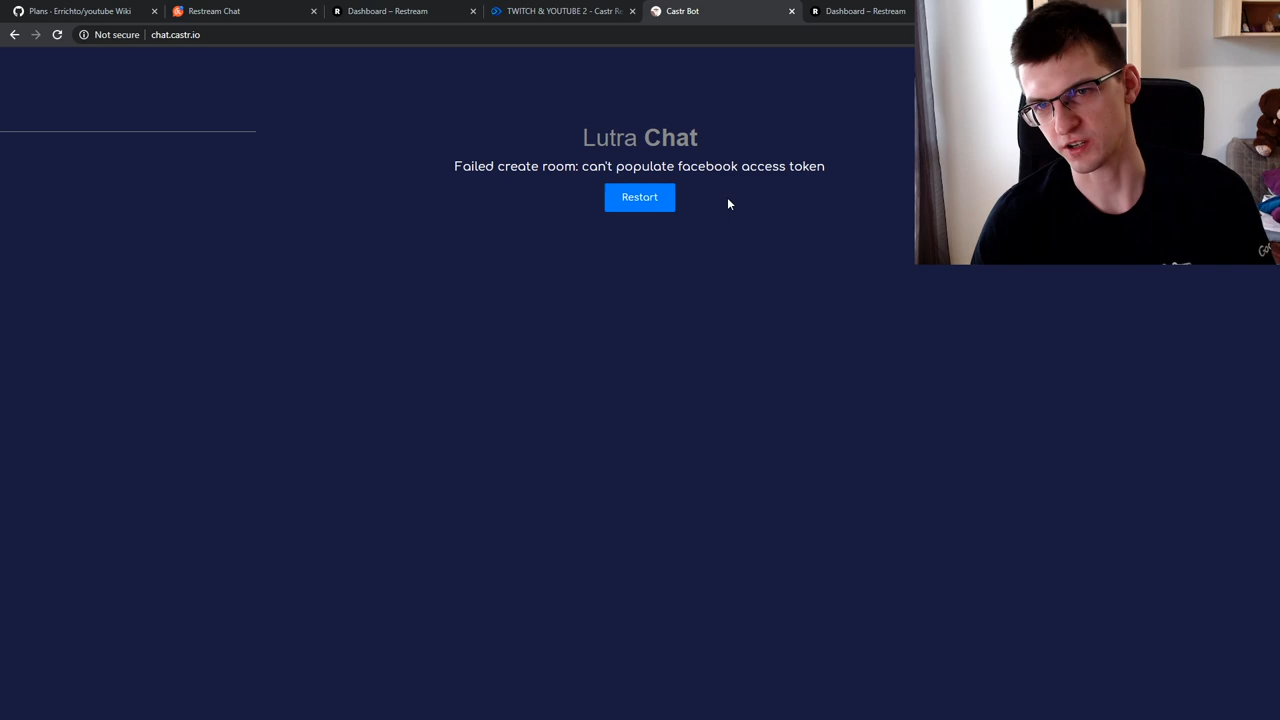 Plans - Errichto/youtube Wiki
Restream Chat
R Dashboard – Restream
TWITCH & YOUTUBE 2 - Castr Re
Castr Bot
R Dashboard – Restream
Not secure
chat.castr.io
Lutra Chat
Failed create room: can't populate facebook access token
Restart